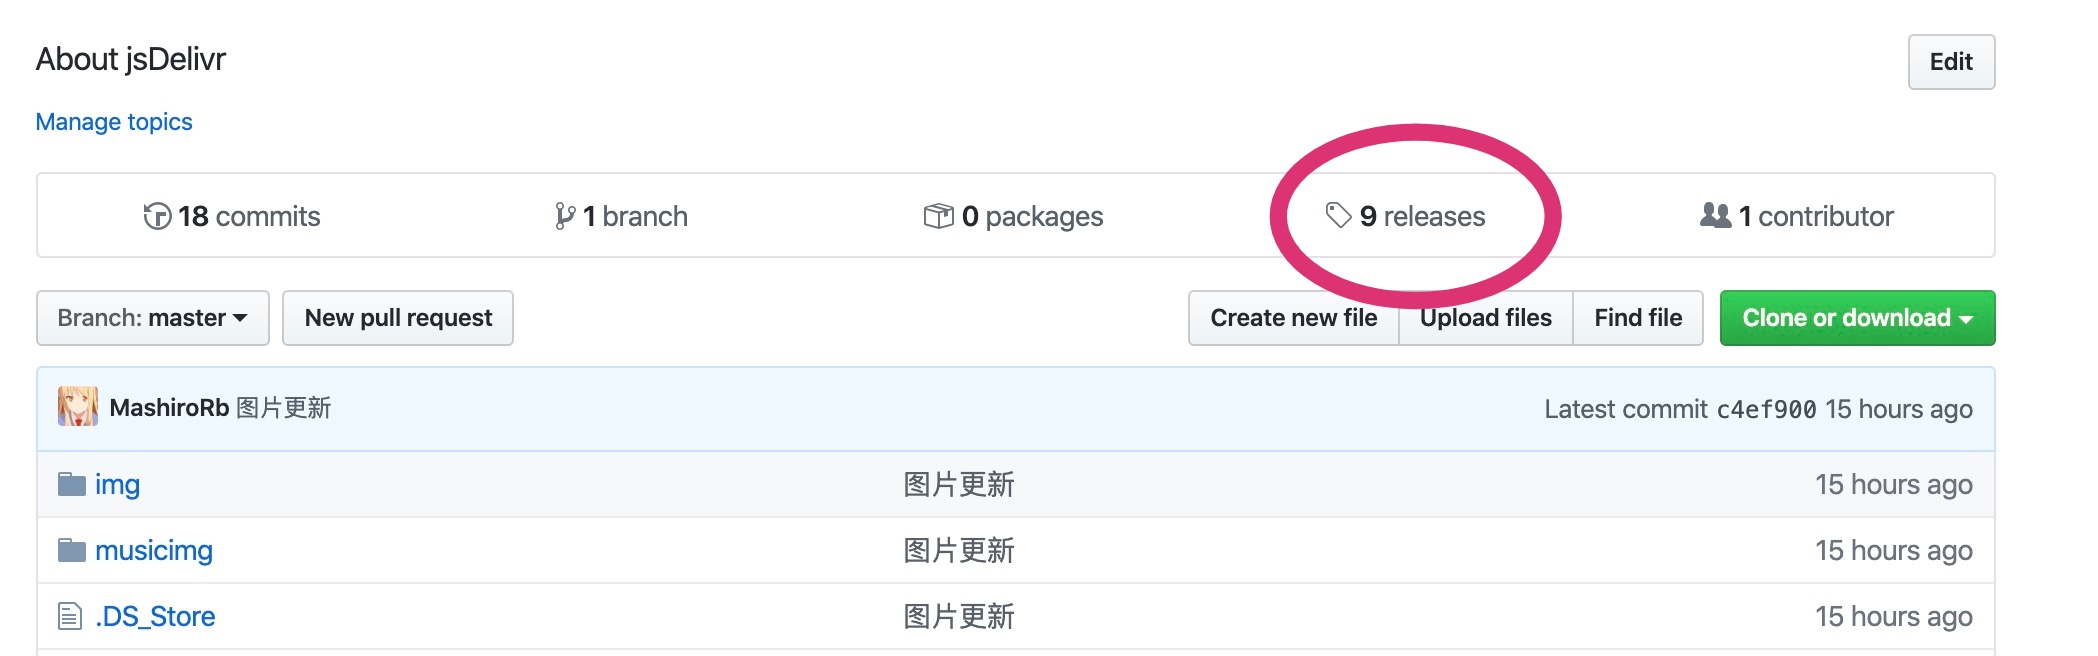 About jsDelivr
Edit
Manage topics
18 commits
1 branch
0 packages
9 releases
1 contributor
Branch: master
New pull request
Create new file
Upload files
Find file
Clone or download
MashiroRb 图片更新
Latest commit c4ef900 15 hours ago
img
图片更新
15 hours ago
musicimg
图片更新
15 hours ago
.DS_Store
图片更新
15 hours ago